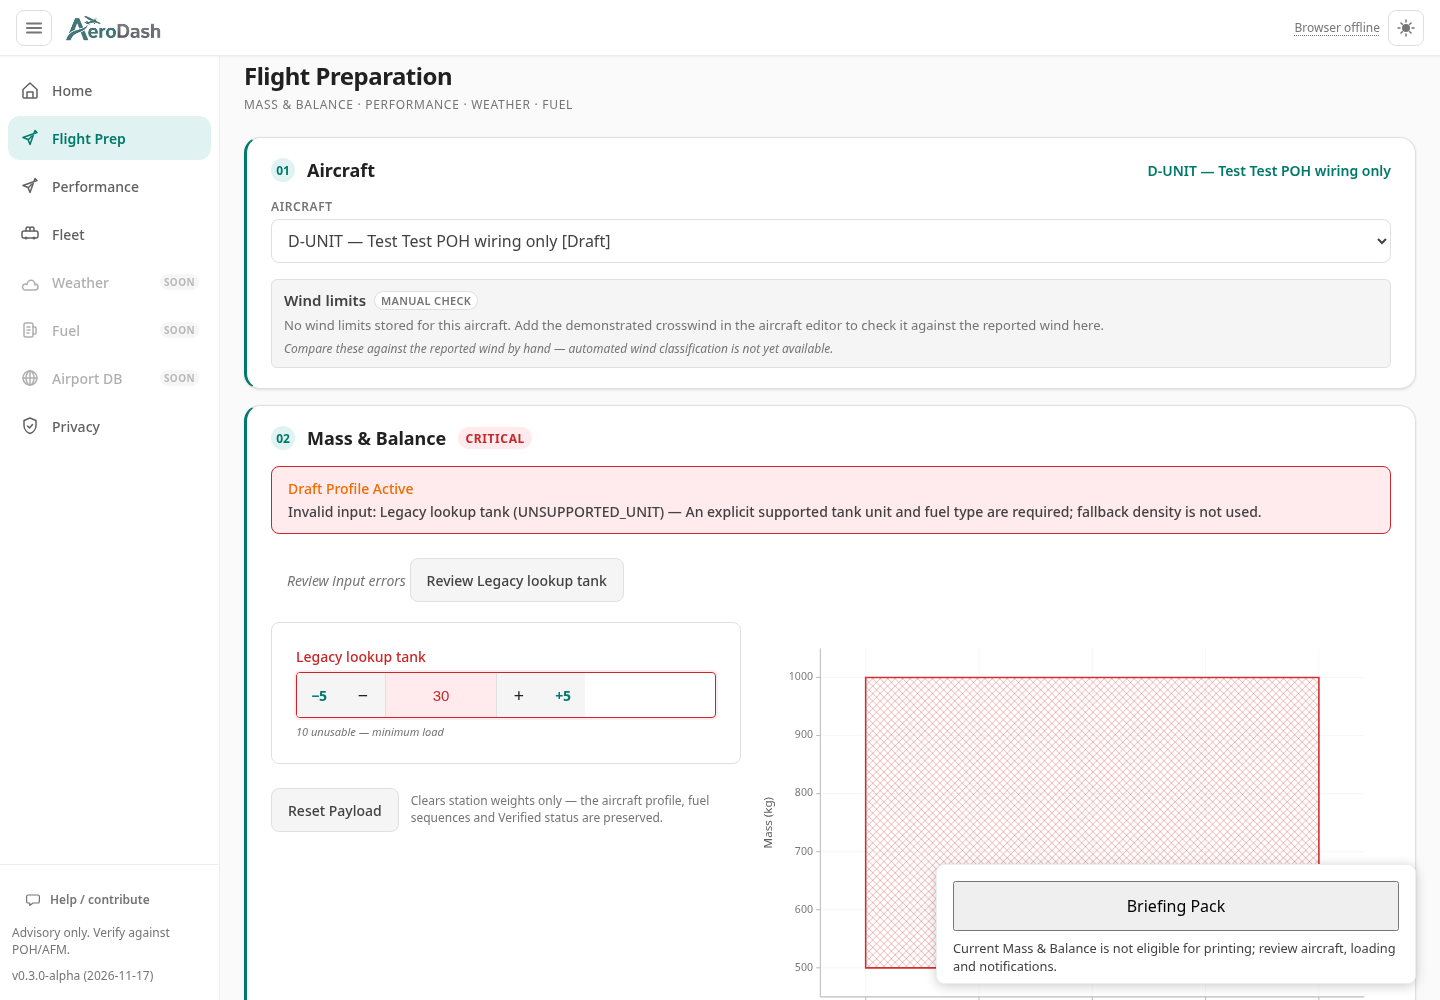 AeroDash
Browser offline
Home
Flight Prep
Performance
Fleet
Weather SOON
Fuel SOON
Airport DB SOON
Privacy
Help / contribute
Advisory only. Verify against
POH/AFM.
v0.3.0-alpha (2026-11-17)
Flight Preparation
MASS & BALANCE · PERFORMANCE · WEATHER · FUEL
01 Aircraft
D-UNIT — Test Test POH wiring only
AIRCRAFT
D-UNIT — Test Test POH wiring only [Draft]
Wind limits MANUAL CHECK
No wind limits stored for this aircraft. Add the demonstrated crosswind in the aircraft editor to check it against the reported wind here.
Compare these against the reported wind by hand — automated wind classification is not yet available.
02 Mass & Balance CRITICAL
Draft Profile Active
Invalid input: Legacy lookup tank (UNSUPPORTED_UNIT) — An explicit supported tank unit and fuel type are required; fallback density is not used.
Review input errors Review Legacy lookup tank
Legacy lookup tank
−5 − 30 + +5
10 unusable — minimum load
Reset Payload
Clears station weights only — the aircraft profile, fuel
sequences and Verified status are preserved.
Mass (kg)
1000
900
800
700
600
500
Briefing Pack
Current Mass & Balance is not eligible for printing; review aircraft, loading
and notifications.